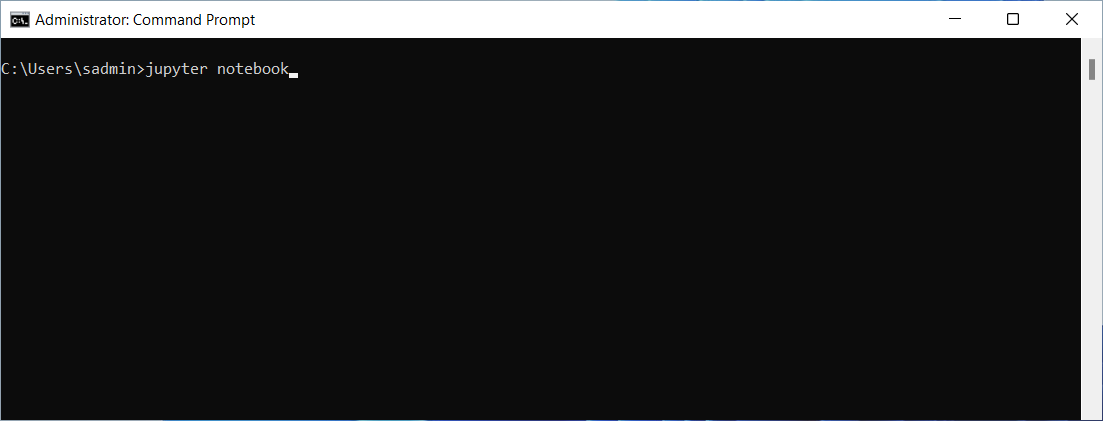 Administrator: Command Prompt
C:\Users\sadmin>jupyter notebook